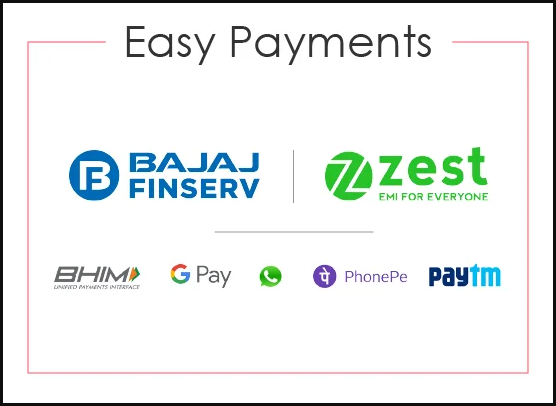 Easy Payments
BAJAJ
FINSERV
zest
EMI FOR EVERYONE
BHIM
UNIFIED PAYMENTS INTERFACE
G Pay
पे PhonePe
paytm